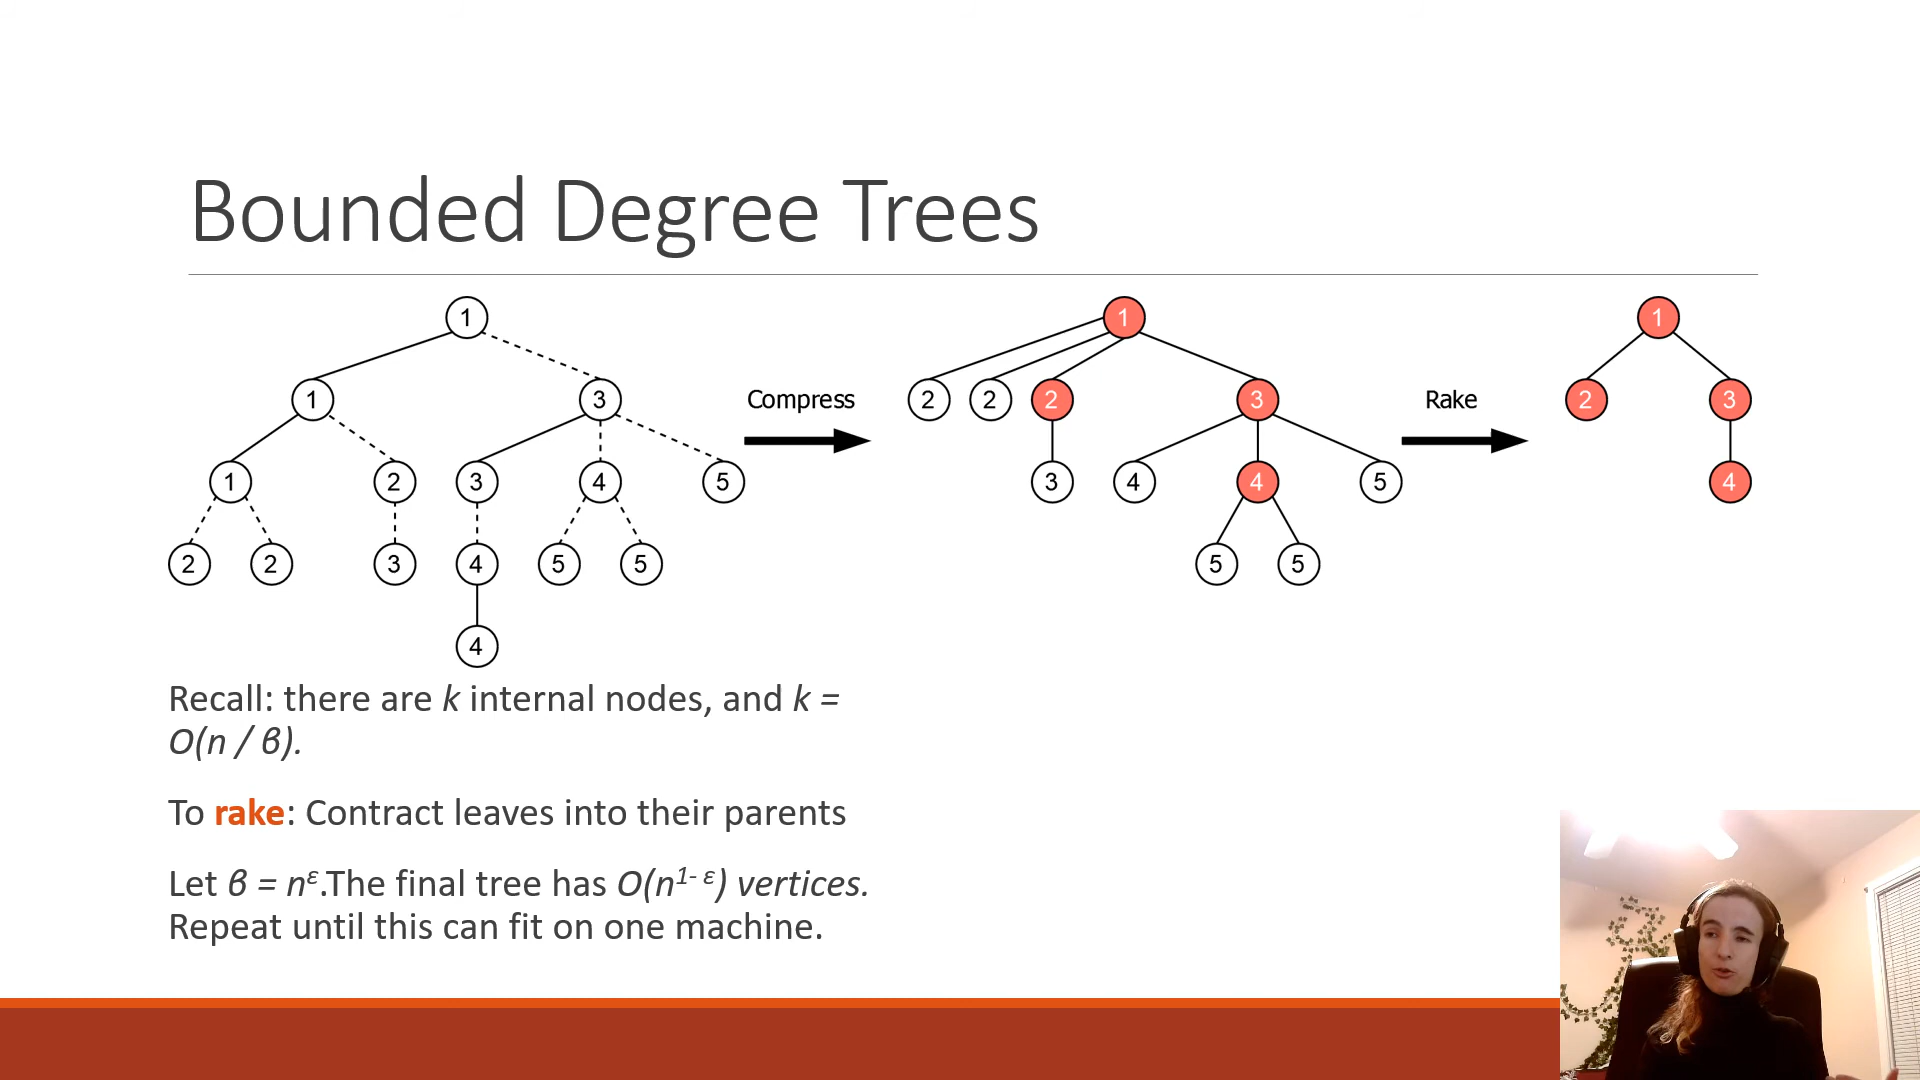 Bounded Degree Trees
1
1 3
1 2 3 4 5
2 2 3 4 5 5
4
Compress
1
2 2 2 3
3 4 4 5
5 5
Rake
1
2 3
4
Recall: there are k internal nodes, and k =
O(n / β).
To rake: Contract leaves into their parents
Let β = n^ε.The final tree has O(n^1- ε) vertices.
Repeat until this can fit on one machine.